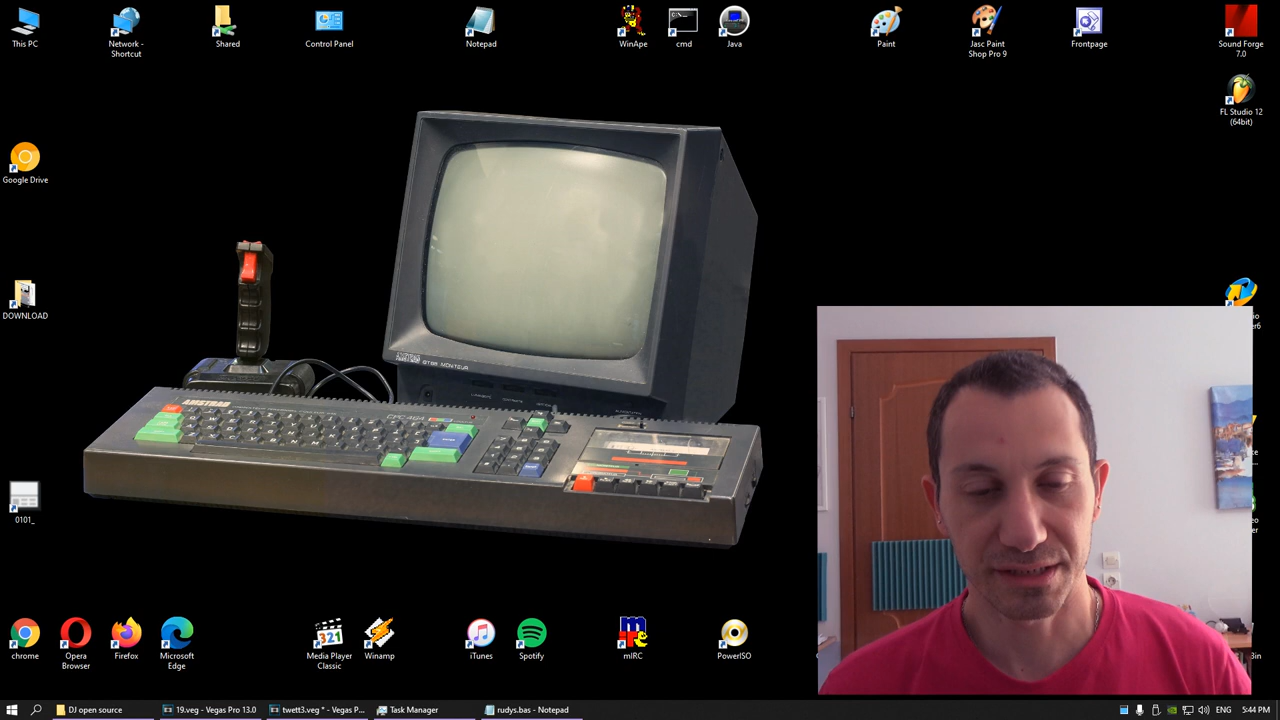 This PC
Network -
Shortcut
Shared
Control Panel
Notepad
WinApe
cmd
Java
Paint
Jasc Paint
Shop Pro 9
Frontpage
Sound Forge
7.0
FL Studio 12
(64bit)
Google Drive
DOWNLOAD
0101_
AMSTRAD
CPC 464
chrome
Opera
Browser
Firefox
Microsoft
Edge
Media Player
Classic
Winamp
iTunes
Spotify
mIRC
PowerISO
Bin
DJ open source
19.veg - Vegas Pro 13.0
twett3.veg * - Vegas P...
Task Manager
rudys.bas - Notepad
ENG
5:44 PM